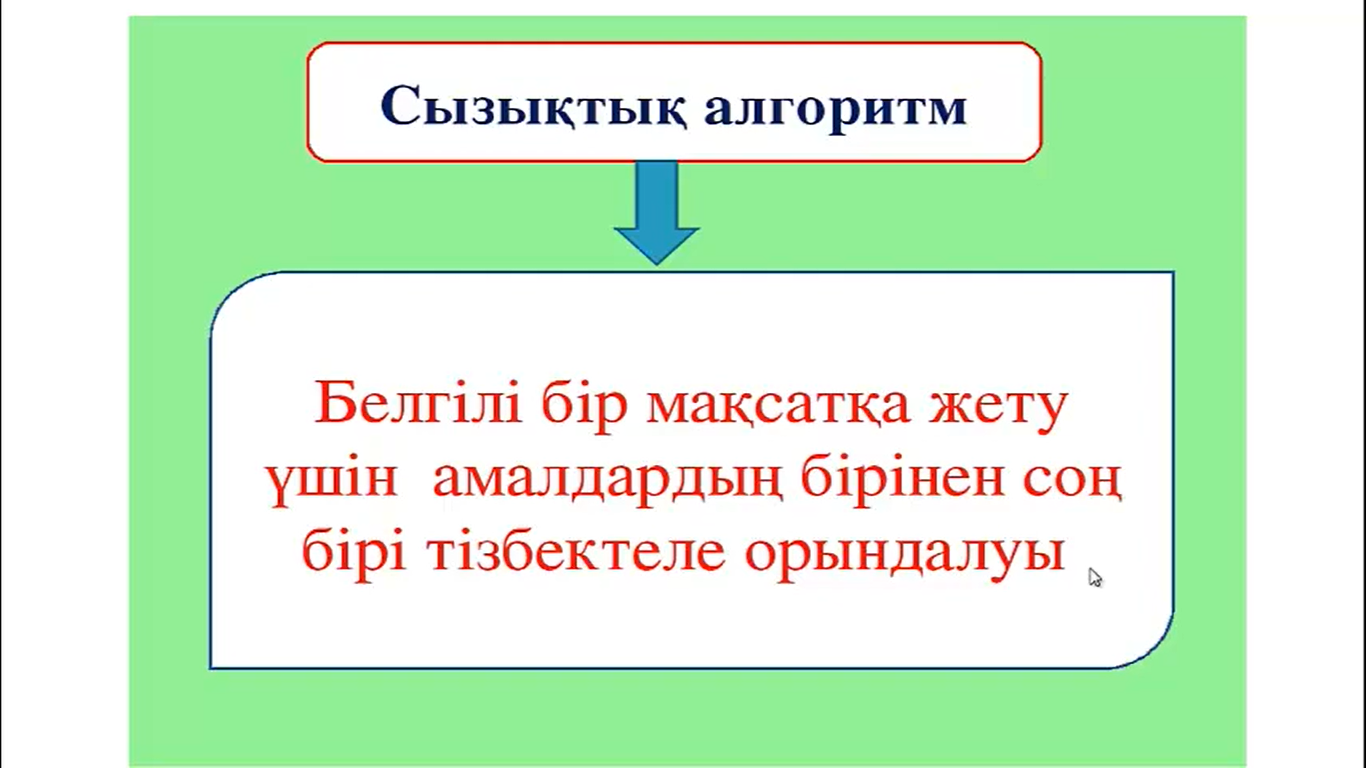 Сызықтық алгоритм
Белгілі бір мақсатқа жету
үшін амалдардың бірінен соң
бірі тізбектеле орындалуы